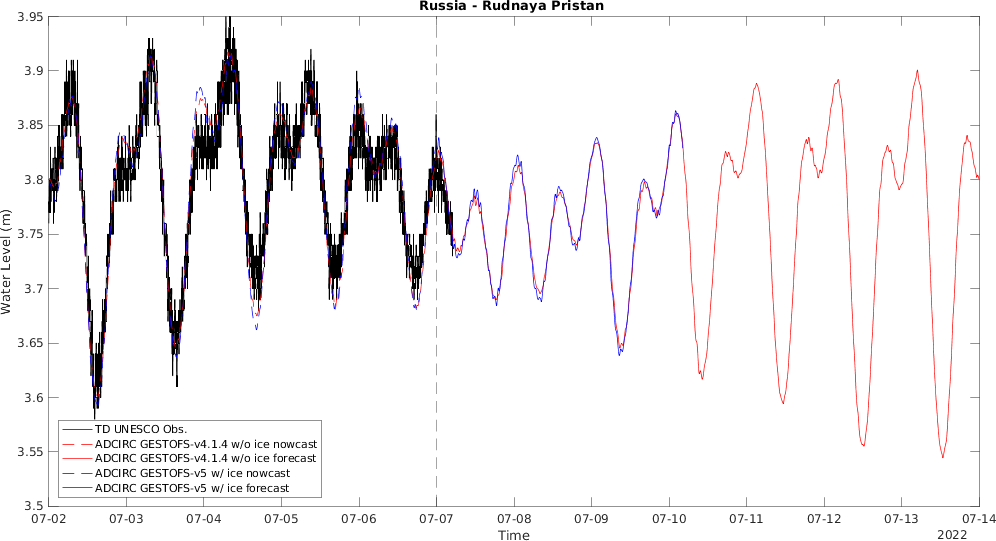 Russia - Rudnaya Pristan
3.95
3.9
3.85
3.8
3.75
3.7
3.65
3.6
3.55
3.5
Water Level (m)
TD UNESCO Obs.
ADCIRC GESTOFS-v4.1.4 w/o ice nowcast
ADCIRC GESTOFS-v4.1.4 w/o ice forecast
ADCIRC GESTOFS-v5 w/ ice nowcast
ADCIRC GESTOFS-v5 w/ ice forecast
07-02 07-03 07-04 07-05 07-06 07-07 07-08 07-09 07-10 07-11 07-12 07-13 07-14
Time
2022